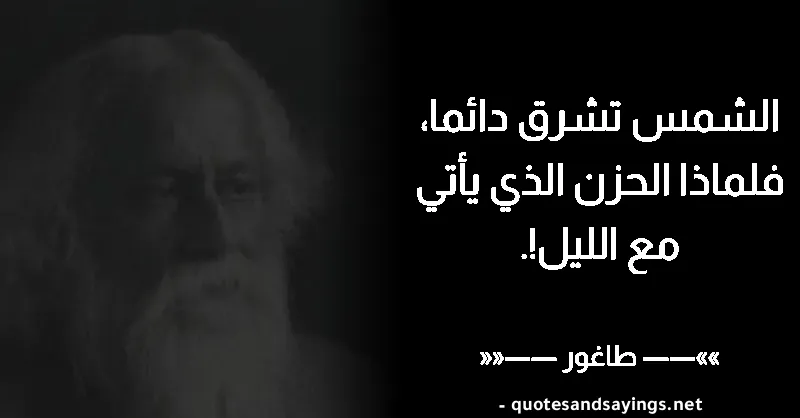 الشمس تشرق دائما،
فلماذا الحزن الذي يأتي
مع الليل!.
»»—— طاغور ——««
- quotesandsayings.net